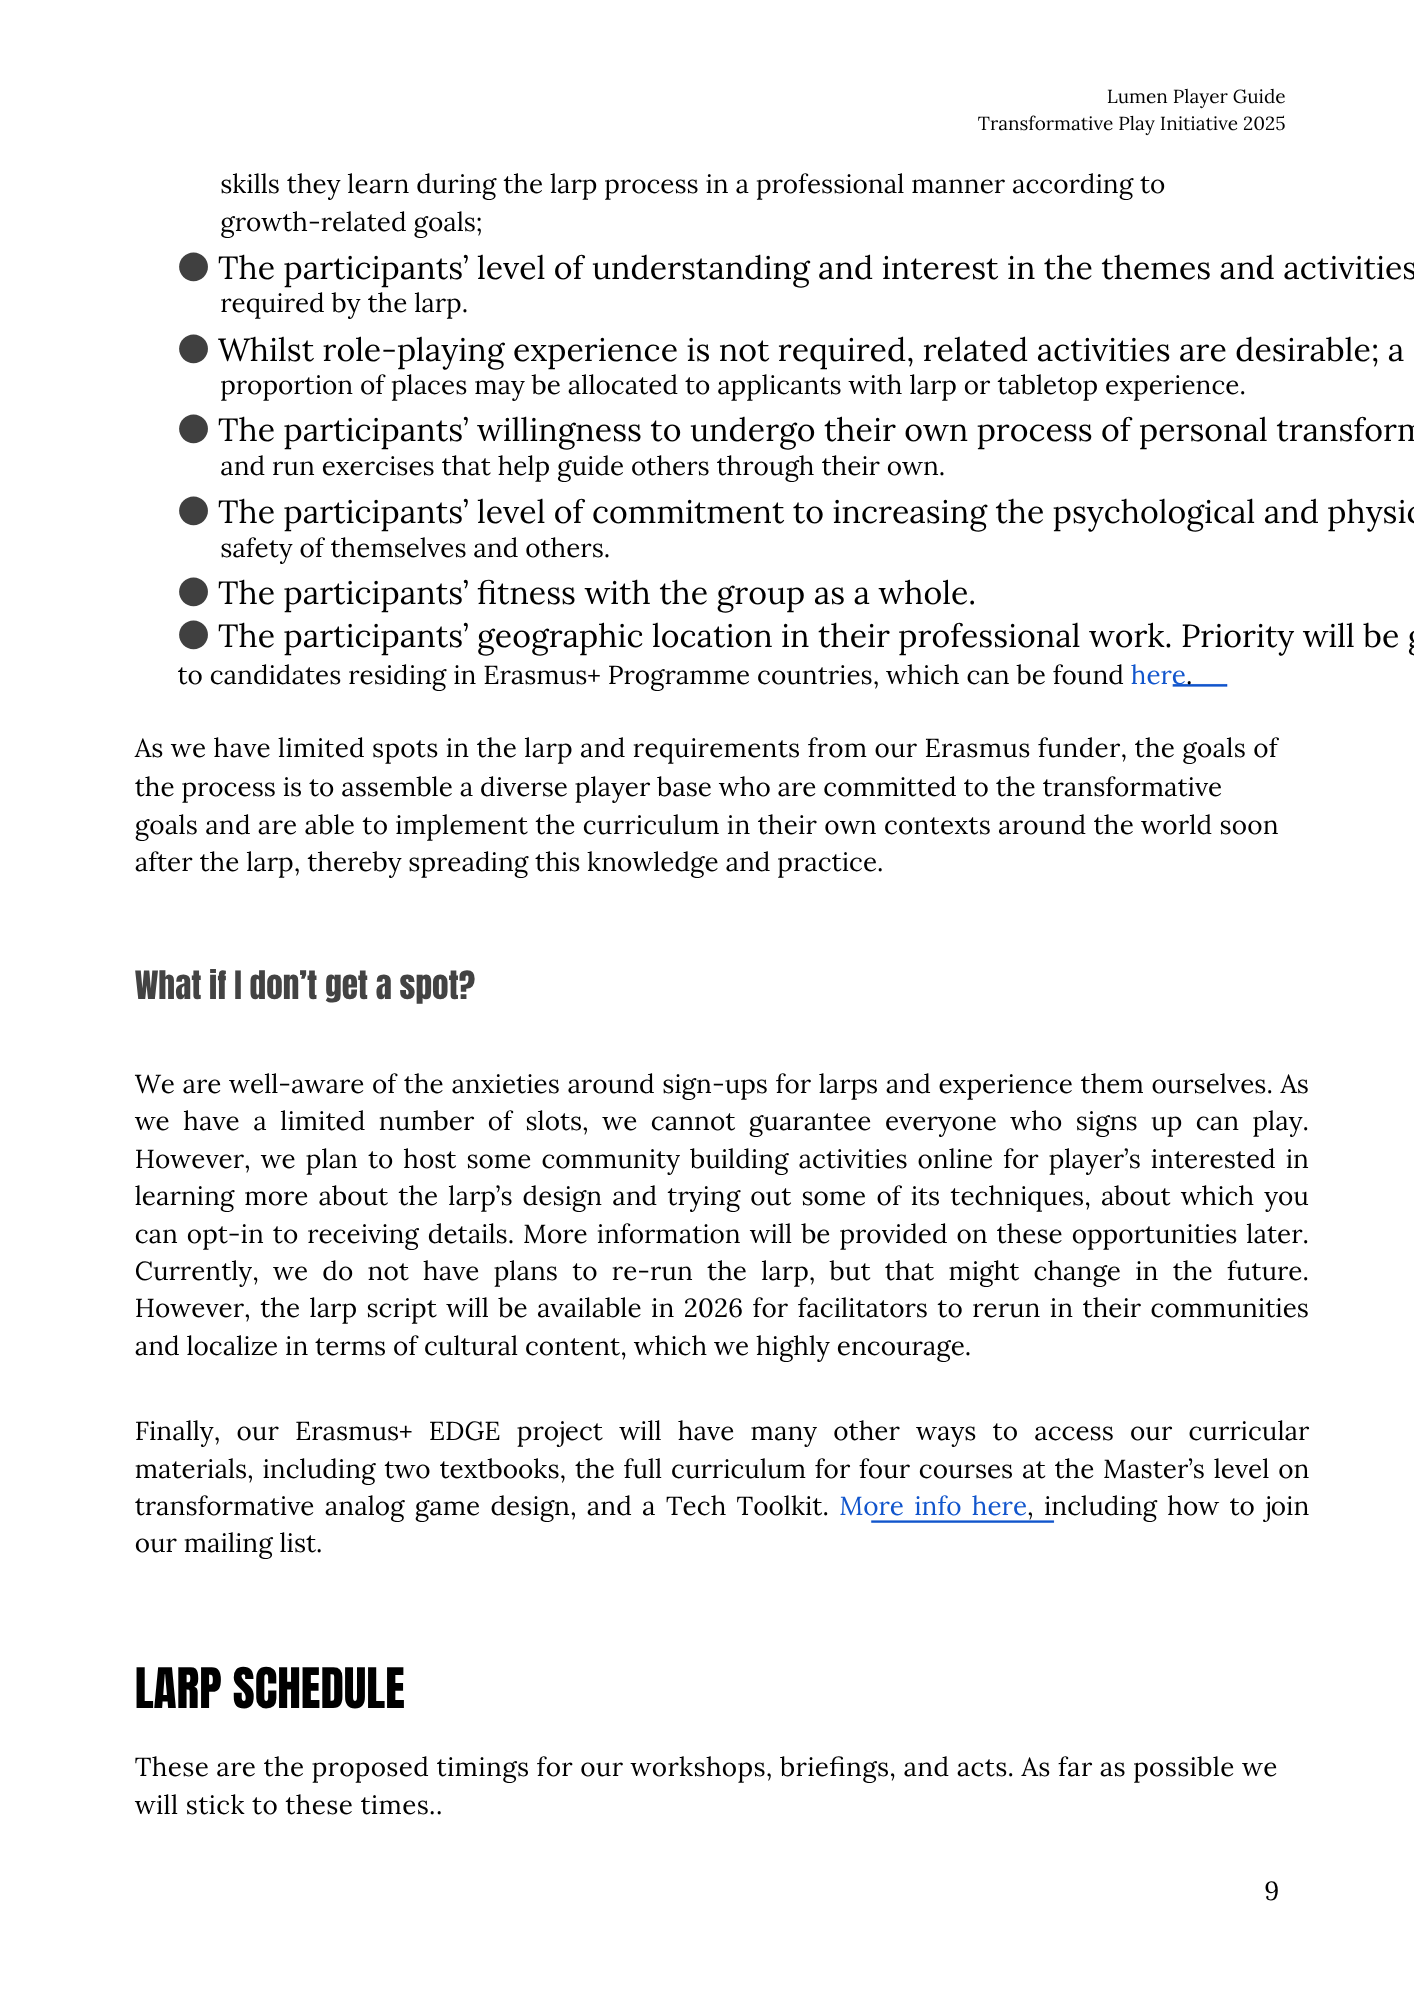 Lumen Player Guide
Transformative Play Initiative 2025
skills they learn during the larp process in a professional manner according to
growth-related goals;
● The participants’ level of understanding and interest in the themes and activities
required by the larp.
● Whilst role-playing experience is not required, related activities are desirable; a
proportion of places may be allocated to applicants with larp or tabletop experience.
● The participants’ willingness to undergo their own process of personal transform
and run exercises that help guide others through their own.
● The participants’ level of commitment to increasing the psychological and physic
safety of themselves and others.
● The participants’ fitness with the group as a whole.
● The participants’ geographic location in their professional work. Priority will be
to candidates residing in Erasmus+ Programme countries, which can be found here.
As we have limited spots in the larp and requirements from our Erasmus funder, the goals of
the process is to assemble a diverse player base who are committed to the transformative
goals and are able to implement the curriculum in their own contexts around the world soon
after the larp, thereby spreading this knowledge and practice.
What if I don’t get a spot?
We are well-aware of the anxieties around sign-ups for larps and experience them ourselves. As
we have a limited number of slots, we cannot guarantee everyone who signs up can play.
However, we plan to host some community building activities online for player’s interested in
learning more about the larp’s design and trying out some of its techniques, about which you
can opt-in to receiving details. More information will be provided on these opportunities later.
Currently, we do not have plans to re-run the larp, but that might change in the future.
However, the larp script will be available in 2026 for facilitators to rerun in their communities
and localize in terms of cultural content, which we highly encourage.
Finally, our Erasmus+ EDGE project will have many other ways to access our curricular
materials, including two textbooks, the full curriculum for four courses at the Master’s level on
transformative analog game design, and a Tech Toolkit. More info here, including how to join
our mailing list.
LARP SCHEDULE
These are the proposed timings for our workshops, briefings, and acts. As far as possible we
will stick to these times..
9